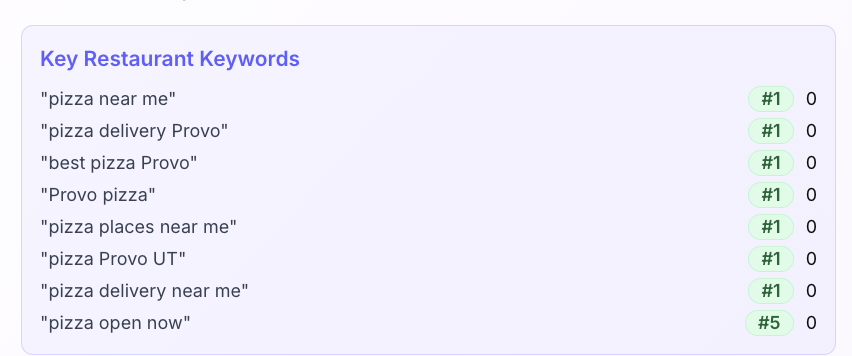 Key Restaurant Keywords
"pizza near me" #1 0
"pizza delivery Provo" #1 0
"best pizza Provo" #1 0
"Provo pizza" #1 0
"pizza places near me" #1 0
"pizza Provo UT" #1 0
"pizza delivery near me" #1 0
"pizza open now" #5 0